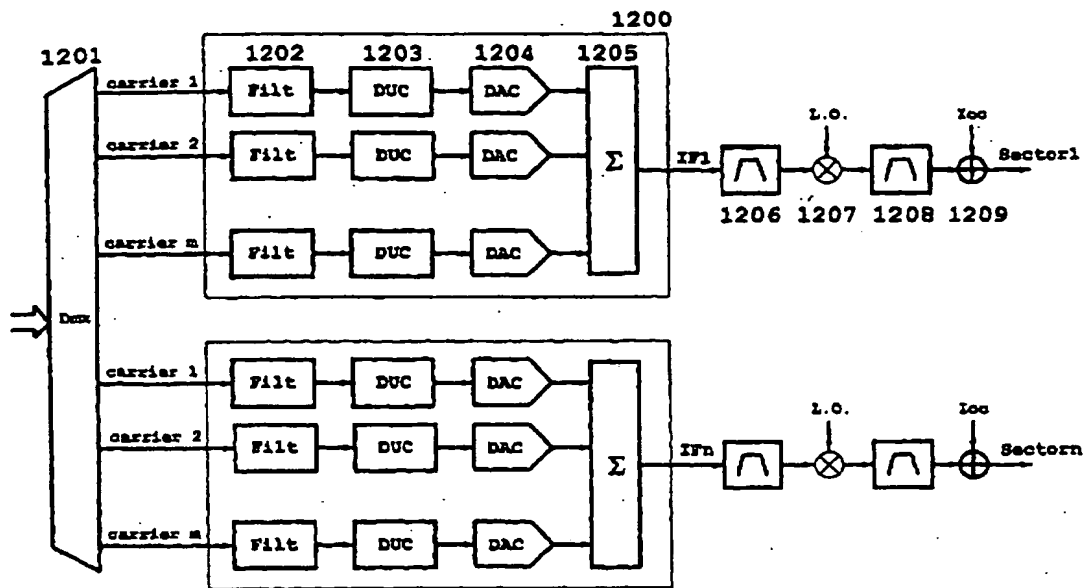 1200
1201
1202 1203 1204 1205
carrier 1 Filt DUC DAC
carrier 2 Filt DUC DAC
Σ
IF1
L.O.
Ioc
Sector1
1206 1207 1208 1209
carrier m Filt DUC DAC
Dmx
carrier 1 Filt DUC DAC
carrier 2 Filt DUC DAC
Σ
IFn
L.O.
Ioc
Sectorn
carrier m Filt DUC DAC